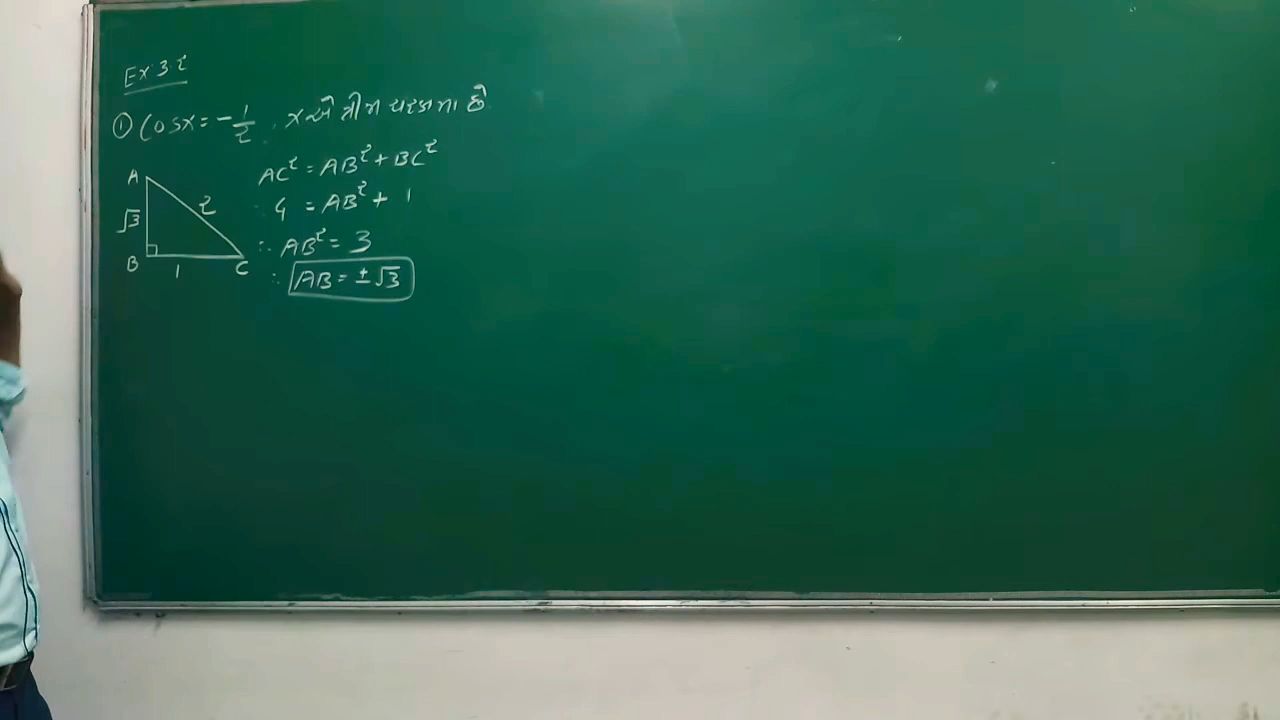 Ex 3.2
① Cosx = -1/2, x એ ત્રીજા ચરણમાં છે
AC² = AB² + BC²
4 = AB² + 1
∴ AB² = 3
∴ AB = ±√3
A
√3
2
B
1
C